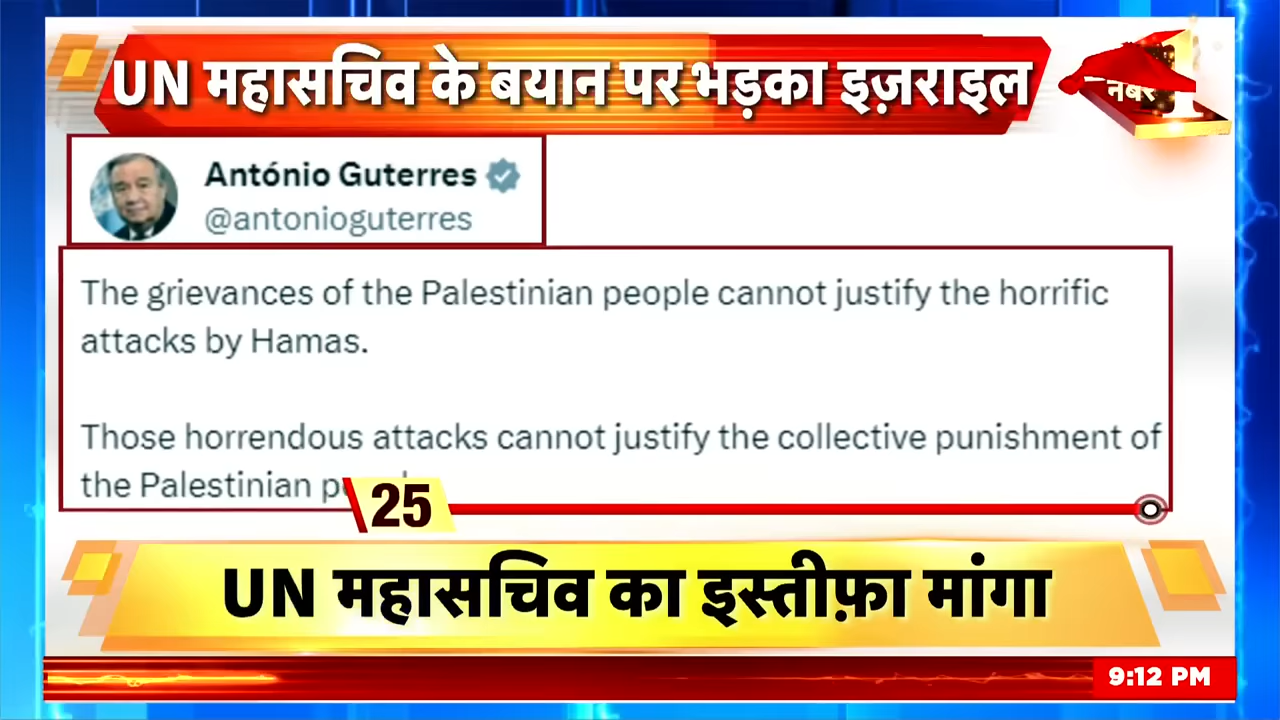 UN महासचिव के बयान पर भड़का इज़राइल
नंबर 1
António Guterres
@antonioguterres
The grievances of the Palestinian people cannot justify the horrific
attacks by Hamas.
Those horrendous attacks cannot justify the collective punishment of
the Palestinian
25
UN महासचिव का इस्तीफ़ा मांगा
9:12 PM